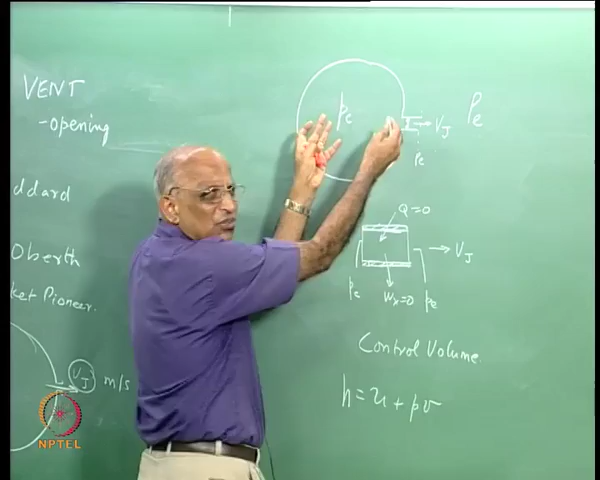 VENT
- opening
ddard
Oberth
ket Pioneer.
VJ m/s
NPTEL
pc
VJ
pe
Pe
Q=0
VJ
pc
Wx=0
pe
Control Volume.
h = u + pv